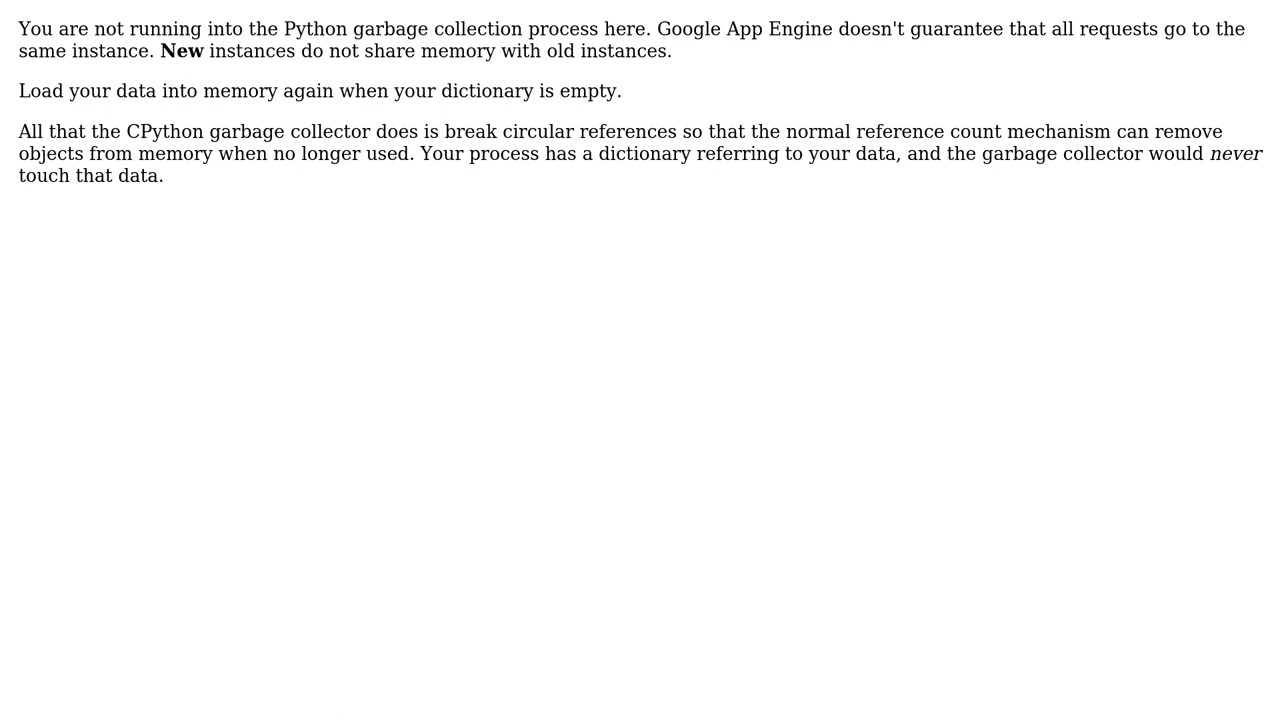 You are not running into the Python garbage collection process here. Google App Engine doesn't guarantee that all requests go to the
same instance. New instances do not share memory with old instances.
Load your data into memory again when your dictionary is empty.
All that the CPython garbage collector does is break circular references so that the normal reference count mechanism can remove
objects from memory when no longer used. Your process has a dictionary referring to your data, and the garbage collector would never
touch that data.